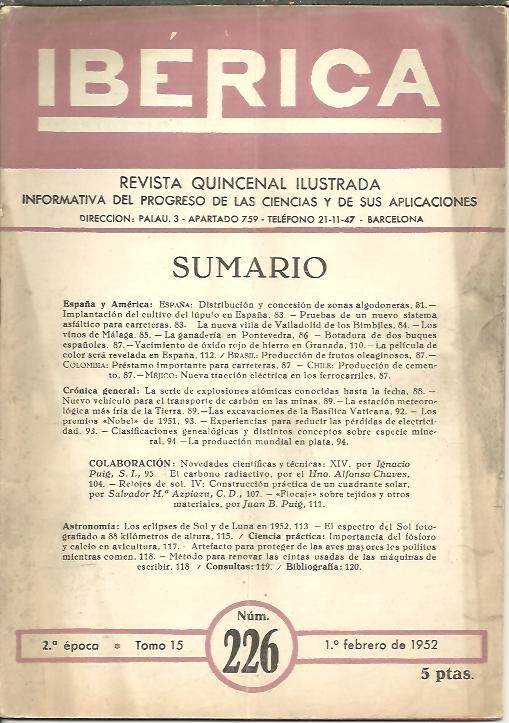 IBÉRICA
REVISTA QUINCENAL ILUSTRADA
INFORMATIVA DEL PROGRESO DE LAS CIENCIAS Y DE SUS APLICACIONES
DIRECCION: PALAU. 3 - APARTADO 759 - TELÉFONO 21-11-47 - BARCELONA
SUMARIO
España y América: ESPAÑA: Distribución y concesión de zonas algodoneras, 81. —
Implantación del cultivo del lúpulo en España. 83. — Pruebas de un nuevo sistema
asfáltico para carreteras. 83- La nueva villa de Valladolid de los Bimbiles, 84. — Los
vinos de Málaga. 85. — La ganadería en Pontevedra, 86 — Botadura de dos buques
españoles, 87. — Yacimiento de óxido rojo de hierro en Granada, 110. — La película de
color será revelada en España, 112. / BRASIL: Producción de frutos oleaginosos, 87. —
COLOMBIA: Préstamo importante para carreteras, 87 — CHILE: Producción de cemen-
to, 87. — MÉJICO: Nueva tracción eléctrica en los ferrocarriles, 87.
Crónica general: La serie de explosiones atómicas conocidas hasta la fecha, 88. —
Nuevo vehículo para el transporte de carbón en las minas, 89. — La estación meteoro-
lógica más fría de la Tierra. 89. — Las excavaciones de la Basílica Vaticana, 92. — Los
premios «Nobel» de 1951, 93. — Experiencias para reducir las pérdidas de electrici-
dad. 93. — Clasificaciones genealógicas y distintos conceptos sobre especie mine-
ral, 94 — La producción mundial en plata, 94.
COLABORACIÓN: Novedades científicas y técnicas: XIV. por Ignacio
Puig, S. I., 95. El carbono radiactivo, por el Hno. Alfonso Chaves,
104. — Relojes de sol. IV: Construcción práctica de un cuadrante solar,
por Salvador M.ª Azpiazu, C. D., 107. — «Flocaje» sobre tejidos y otros
materiales, por Juan B. Puig, 111.
Astronomía: Los eclipses de Sol y de Luna en 1952, 113 — El espectro del Sol foto-
grafiado a 88 kilómetros de altura, 115. / Ciencia práctica: Importancia del fósforo
y calcio en avicultura, 117. Artefacto para proteger de las aves mayores les pollitos
mientras comen. 118. — Método para renovar las cintas usadas de las máquinas de
escribir. 118 / Consultas: 119. / Bibliografía: 120.
2.ª época * Tomo 15
Núm.
226
1.º febrero de 1952
5 ptas.